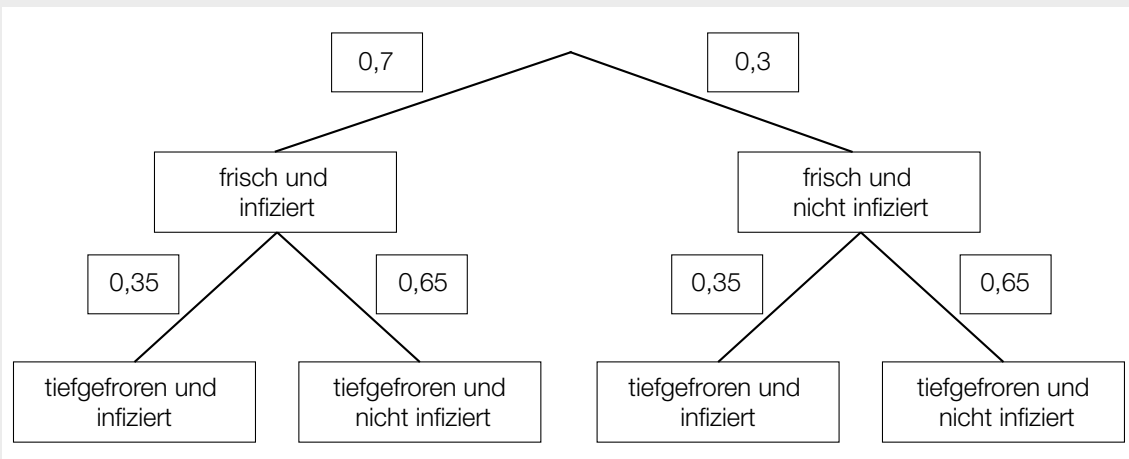 0,7
0,3
frisch und
infiziert
frisch und
nicht infiziert
0,35
0,65
0,35
0,65
tiefgefroren und
infiziert
tiefgefroren und
nicht infiziert
tiefgefroren und
infiziert
tiefgefroren und
nicht infiziert